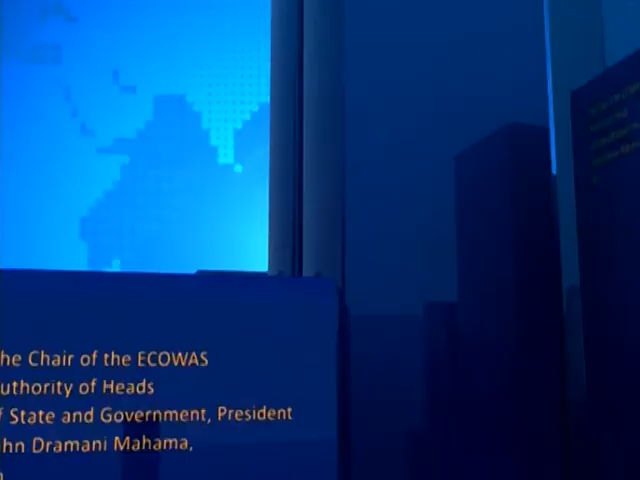 he Chair of the ECOWAS
uthority of Heads
f State and Government, President
hn Dramani Mahama,